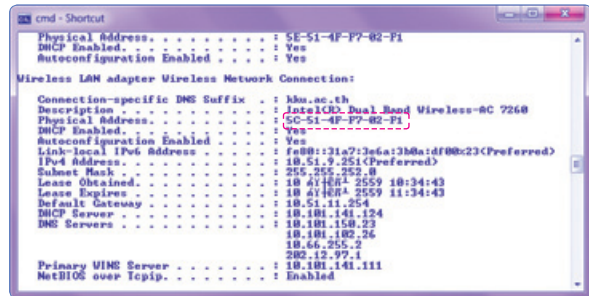 cmd - Shortcut
Physical Address. . . . . . . . . : 5E-51-4F-F7-02-F1
DHCP Enabled. . . . . . . . . . . : Yes
Autoconfiguration Enabled . . . . : Yes
Wireless LAN adapter Wireless Network Connection:
Connection-specific DNS Suffix . : kku.ac.th
Description . . . . . . . . . . . : Intel(R) Dual Band Wireless-AC 7260
Physical Address. . . . . . . . . : 5C-51-4F-F7-02-F1
DHCP Enabled. . . . . . . . . . . : Yes
Autoconfiguration Enabled . . . . : Yes
Link-local IPv6 Address . . . . . : fe80::31a7:3e6a:3b0a:df00%23(Preferred)
IPv4 Address. . . . . . . . . . . : 10.51.9.251(Preferred)
Subnet Mask . . . . . . . . . . . : 255.255.252.0
Lease Obtained. . . . . . . . . . : 10 2559 10:34:43
Lease Expires . . . . . . . . . . : 10 2559 11:34:43
Default Gateway . . . . . . . . . : 10.51.11.254
DHCP Server . . . . . . . . . . . : 10.101.141.124
DNS Servers . . . . . . . . . . . : 10.101.150.23
10.101.102.26
10.66.255.2
202.12.97.1
Primary WINS Server . . . . . . . : 10.101.141.111
NetBIOS over Tcpip. . . . . . . . : Enabled